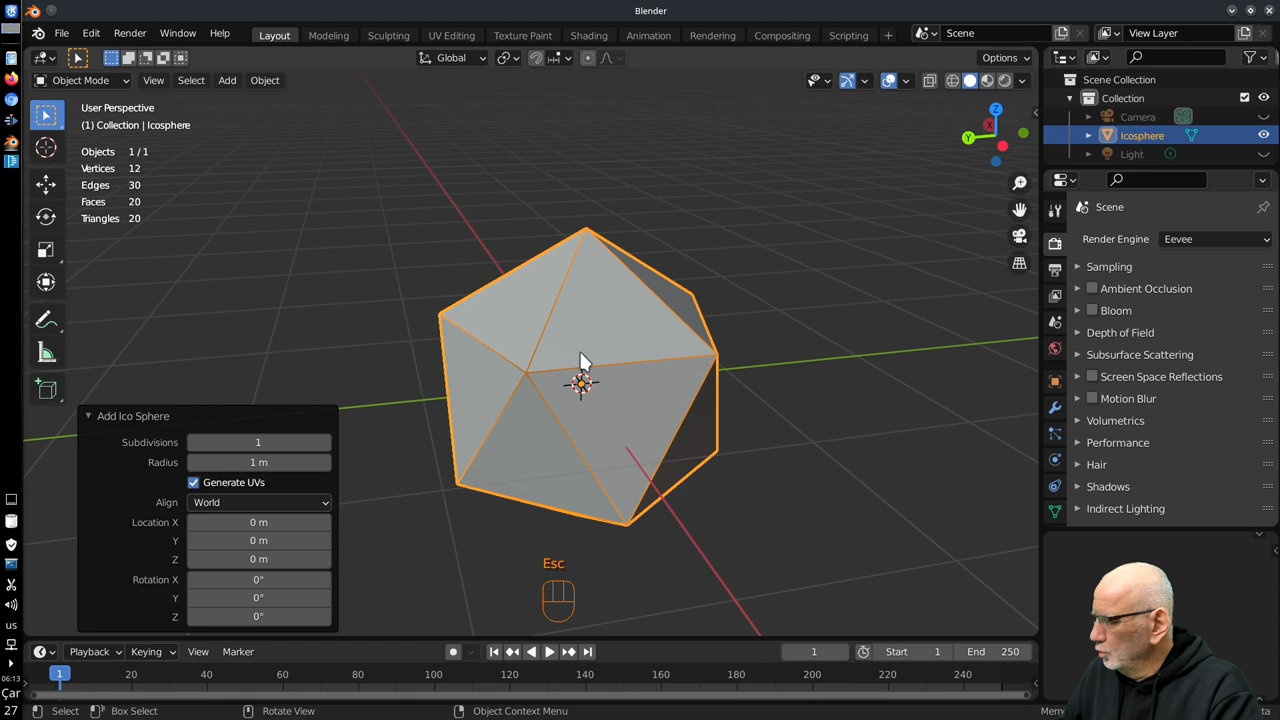 Blender
File Edit Render Window Help
Layout Modeling Sculpting UV Editing Texture Paint Shading Animation Rendering Compositing Scripting +
Scene
View Layer
Global
Options
Object Mode View Select Add Object
User Perspective
(1) Collection | Icosphere
Objects 1/1
Vertices 12
Edges 30
Faces 20
Triangles 20
Z
X
Y
Scene Collection
Collection
Camera
Icosphere
Light
Scene
Render Engine Eevee
Sampling
Ambient Occlusion
Bloom
Depth of Field
Subsurface Scattering
Screen Space Reflections
Motion Blur
Volumetrics
Performance
Hair
Shadows
Indirect Lighting
Add Ico Sphere
Subdivisions 1
Radius 1 m
Generate UVs
Align World
Location X 0 m
Y 0 m
Z 0 m
Rotation X 0°
Y 0°
Z 0°
Esc
us
06:13
Çar
27
Playback Keying View Marker
1
Start 1
End 250
1 20 40 60 80 100 120 140 160 180 200 220 240
Select Box Select Rotate View Object Context Menu